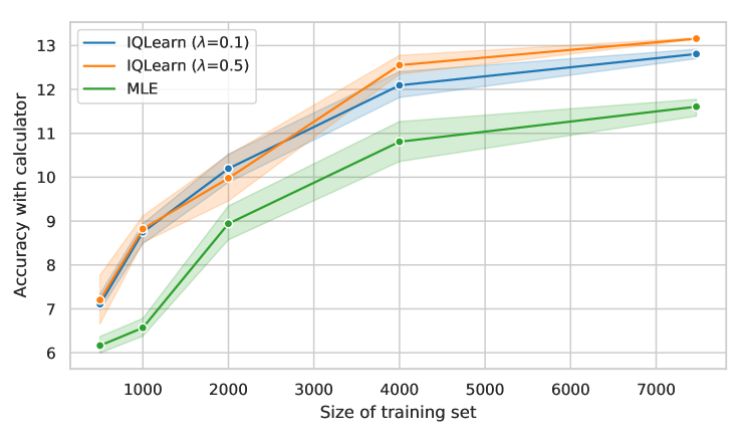 13
12
11
10
9
8
7
6
Accuracy with calculator
IQLearn (λ=0.1)
IQLearn (λ=0.5)
MLE
1000 2000 3000 4000 5000 6000 7000
Size of training set